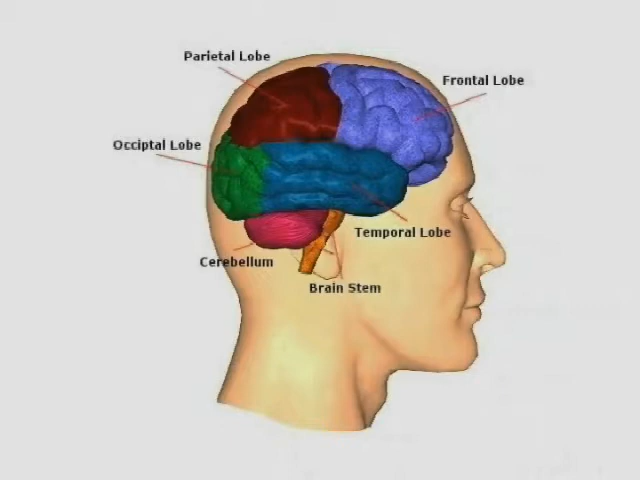 Parietal Lobe
Frontal Lobe
Occiptal Lobe
Temporal Lobe
Cerebellum
Brain Stem